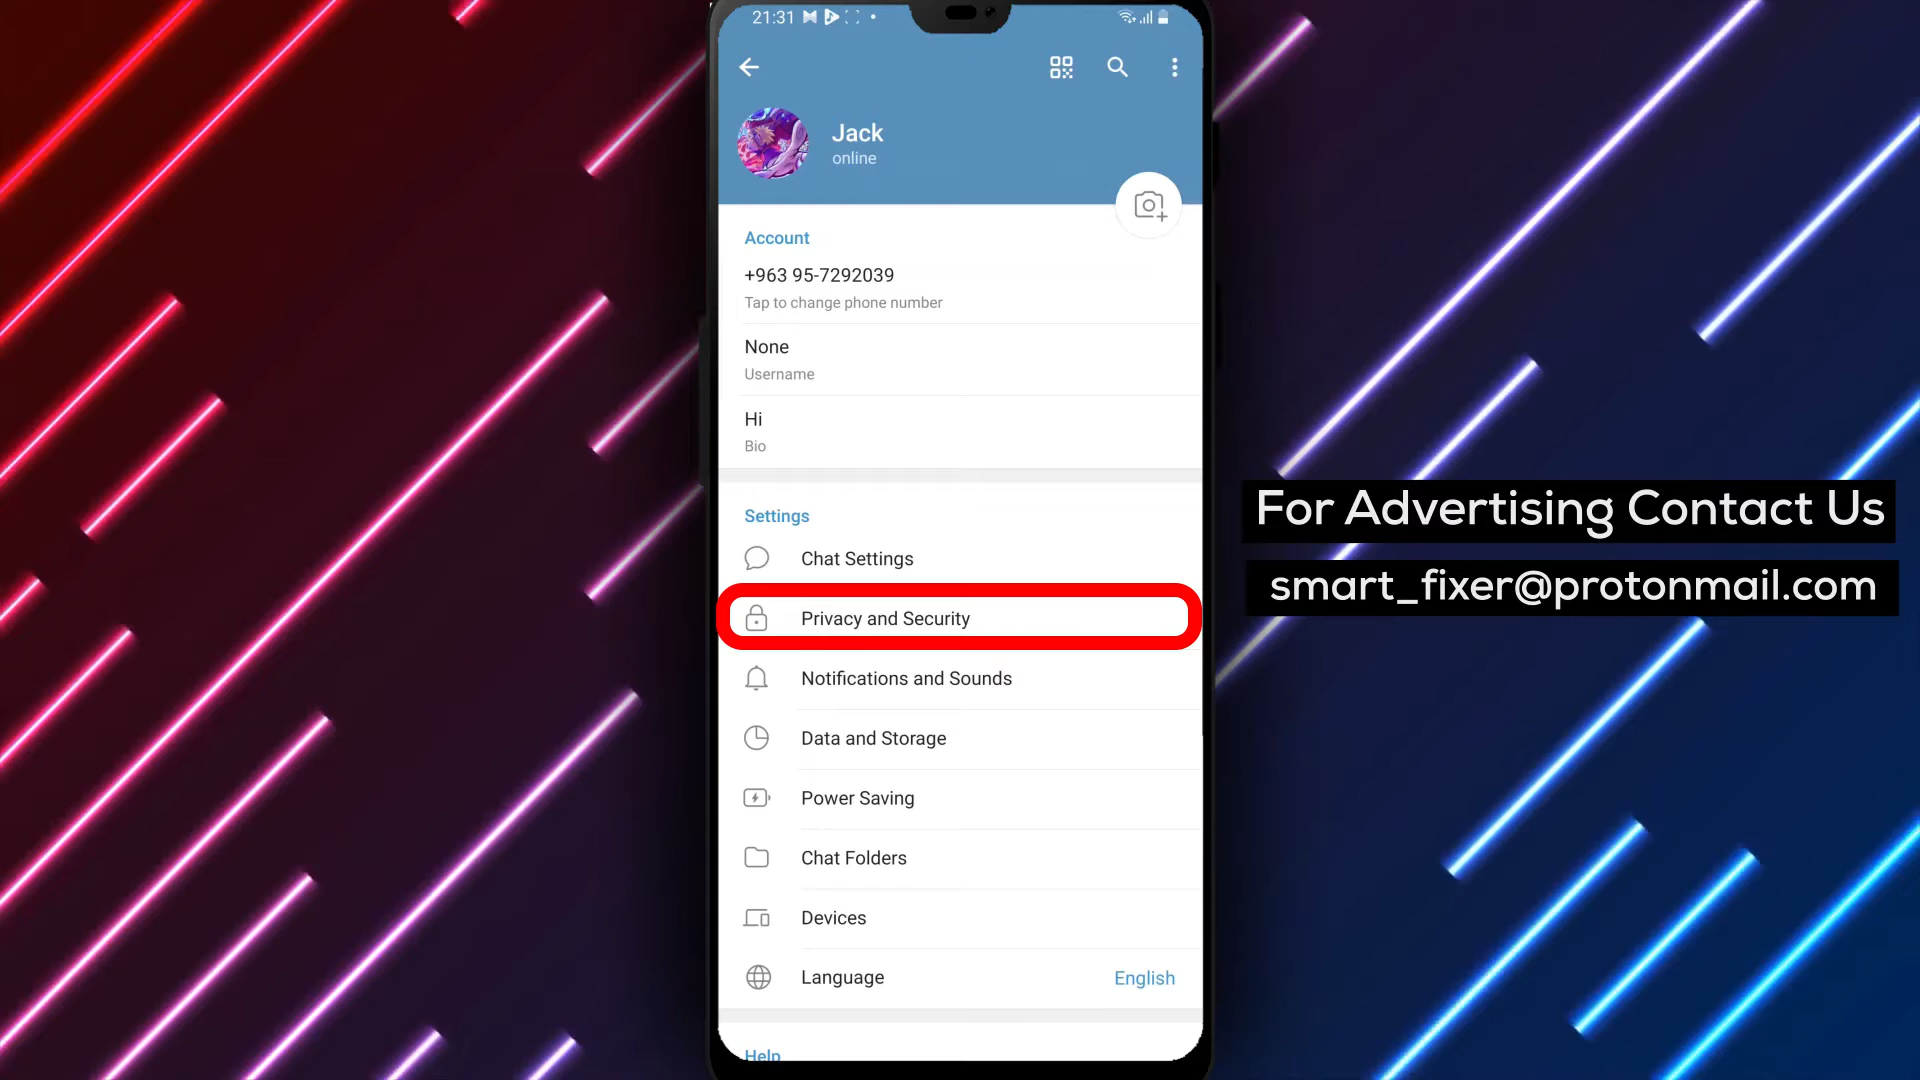 21:31
Jack
online
Account
+963 95-7292039
Tap to change phone number
None
Username
Hi
Bio
Settings
Chat Settings
Privacy and Security
Notifications and Sounds
Data and Storage
Power Saving
Chat Folders
Devices
Language English
Help
For Advertising Contact Us
smart_fixer@protonmail.com